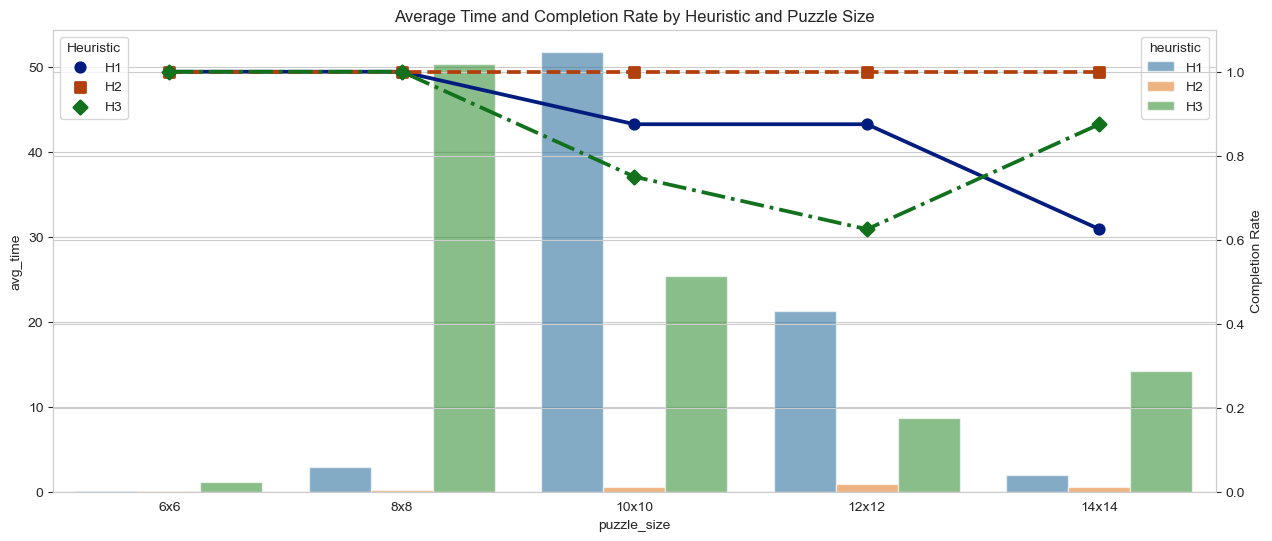 Average Time and Completion Rate by Heuristic and Puzzle Size
Heuristic
H1
H2
H3
heuristic
H1
H2
H3
avg_time
50
40
30
20
10
0
1.0
0.8
0.6
0.4
0.2
0.0
Completion Rate
6x6
8x8
10x10
12x12
14x14
puzzle_size